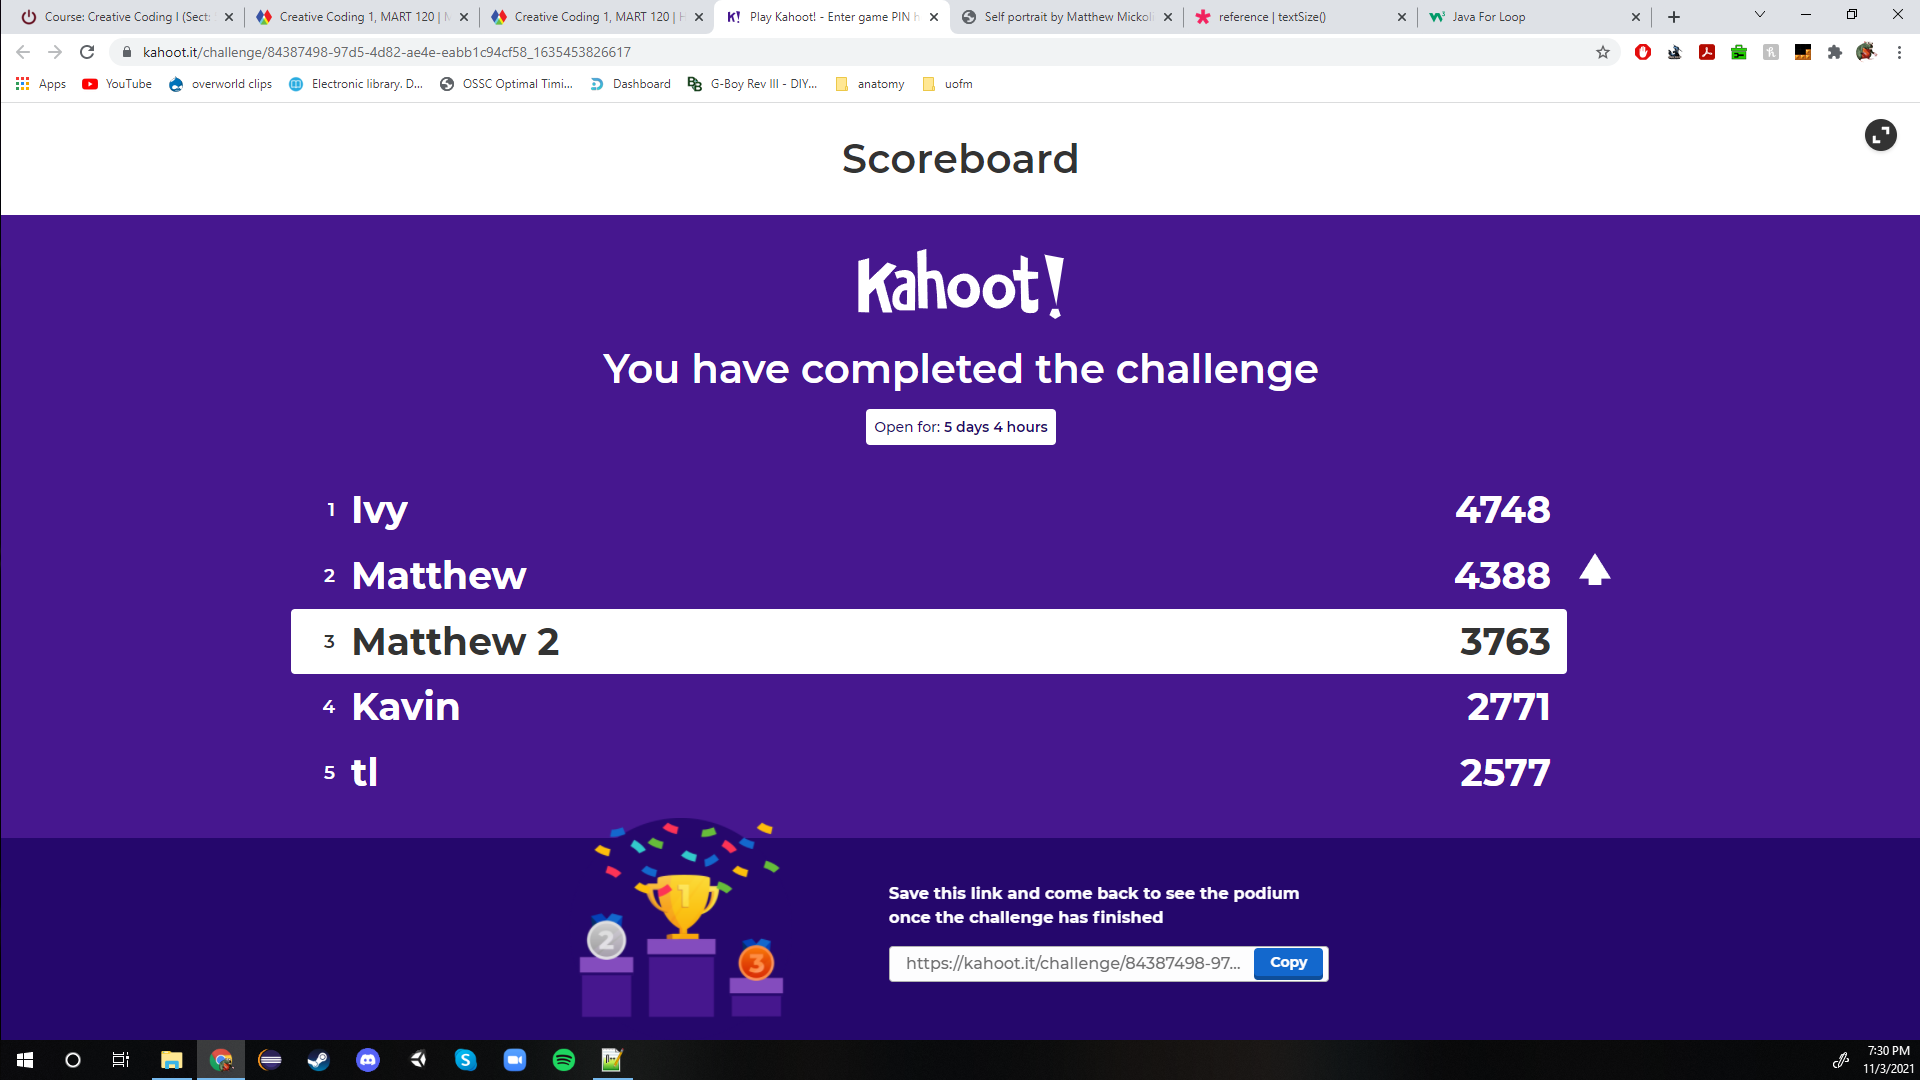 Course: Creative Coding I (Sect:
Creative Coding 1, MART 120 |
Creative Coding 1, MART 120 |
K! Play Kahoot! - Enter game PIN h
Self portrait by Matthew Mickoli
reference | textSize()
Java For Loop
kahoot.it/challenge/84387498-97d5-4d82-ae4e-eabb1c94cf58_1635453826617
Apps YouTube overworld clips Electronic library. D... OSSC Optimal Timi... Dashboard G-Boy Rev III - DIY... anatomy uofm
Scoreboard
Kahoot!
You have completed the challenge
Open for: 5 days 4 hours
1 Ivy 4748
2 Matthew 4388
3 Matthew 2 3763
4 Kavin 2771
5 tl 2577
1
2
3
Save this link and come back to see the podium
once the challenge has finished
https://kahoot.it/challenge/84387498-97... Copy
7:30 PM
11/3/2021